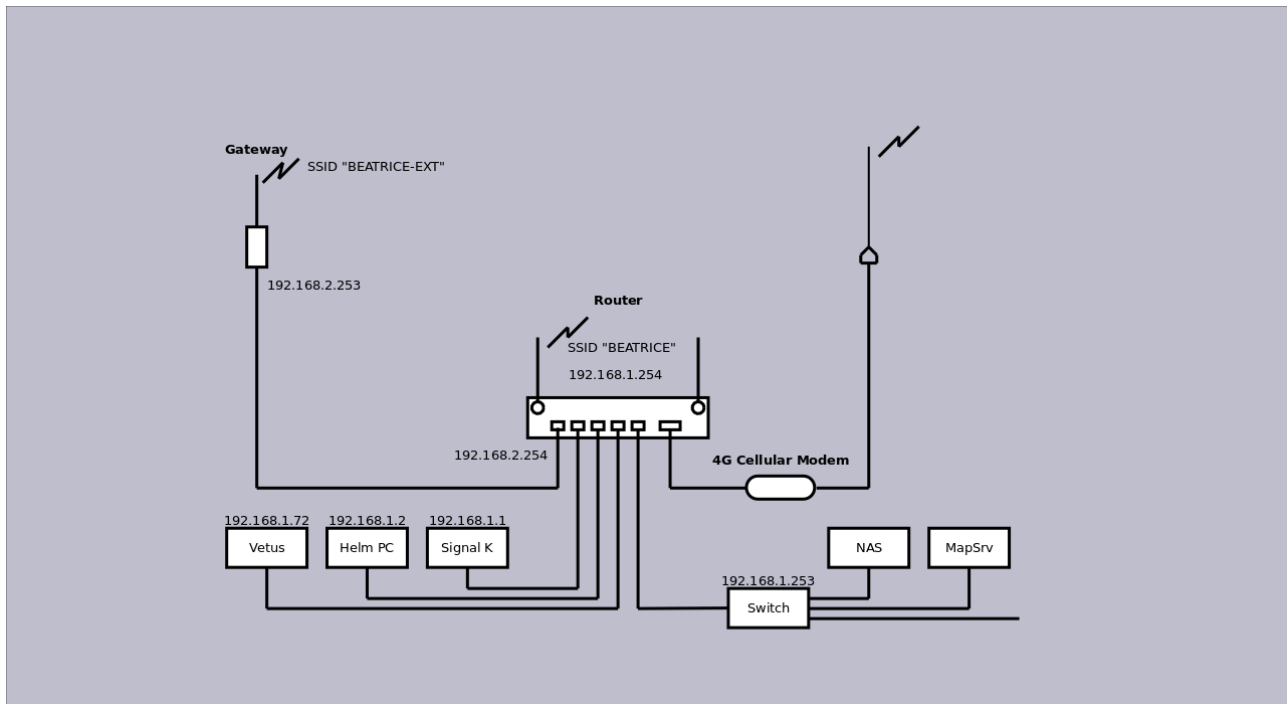 Gateway
SSID "BEATRICE-EXT"
192.168.2.253
Router
SSID "BEATRICE"
192.168.1.254
192.168.2.254
4G Cellular Modem
192.168.1.72
192.168.1.2
192.168.1.1
Vetus
Helm PC
Signal K
NAS
MapSrv
192.168.1.253
Switch